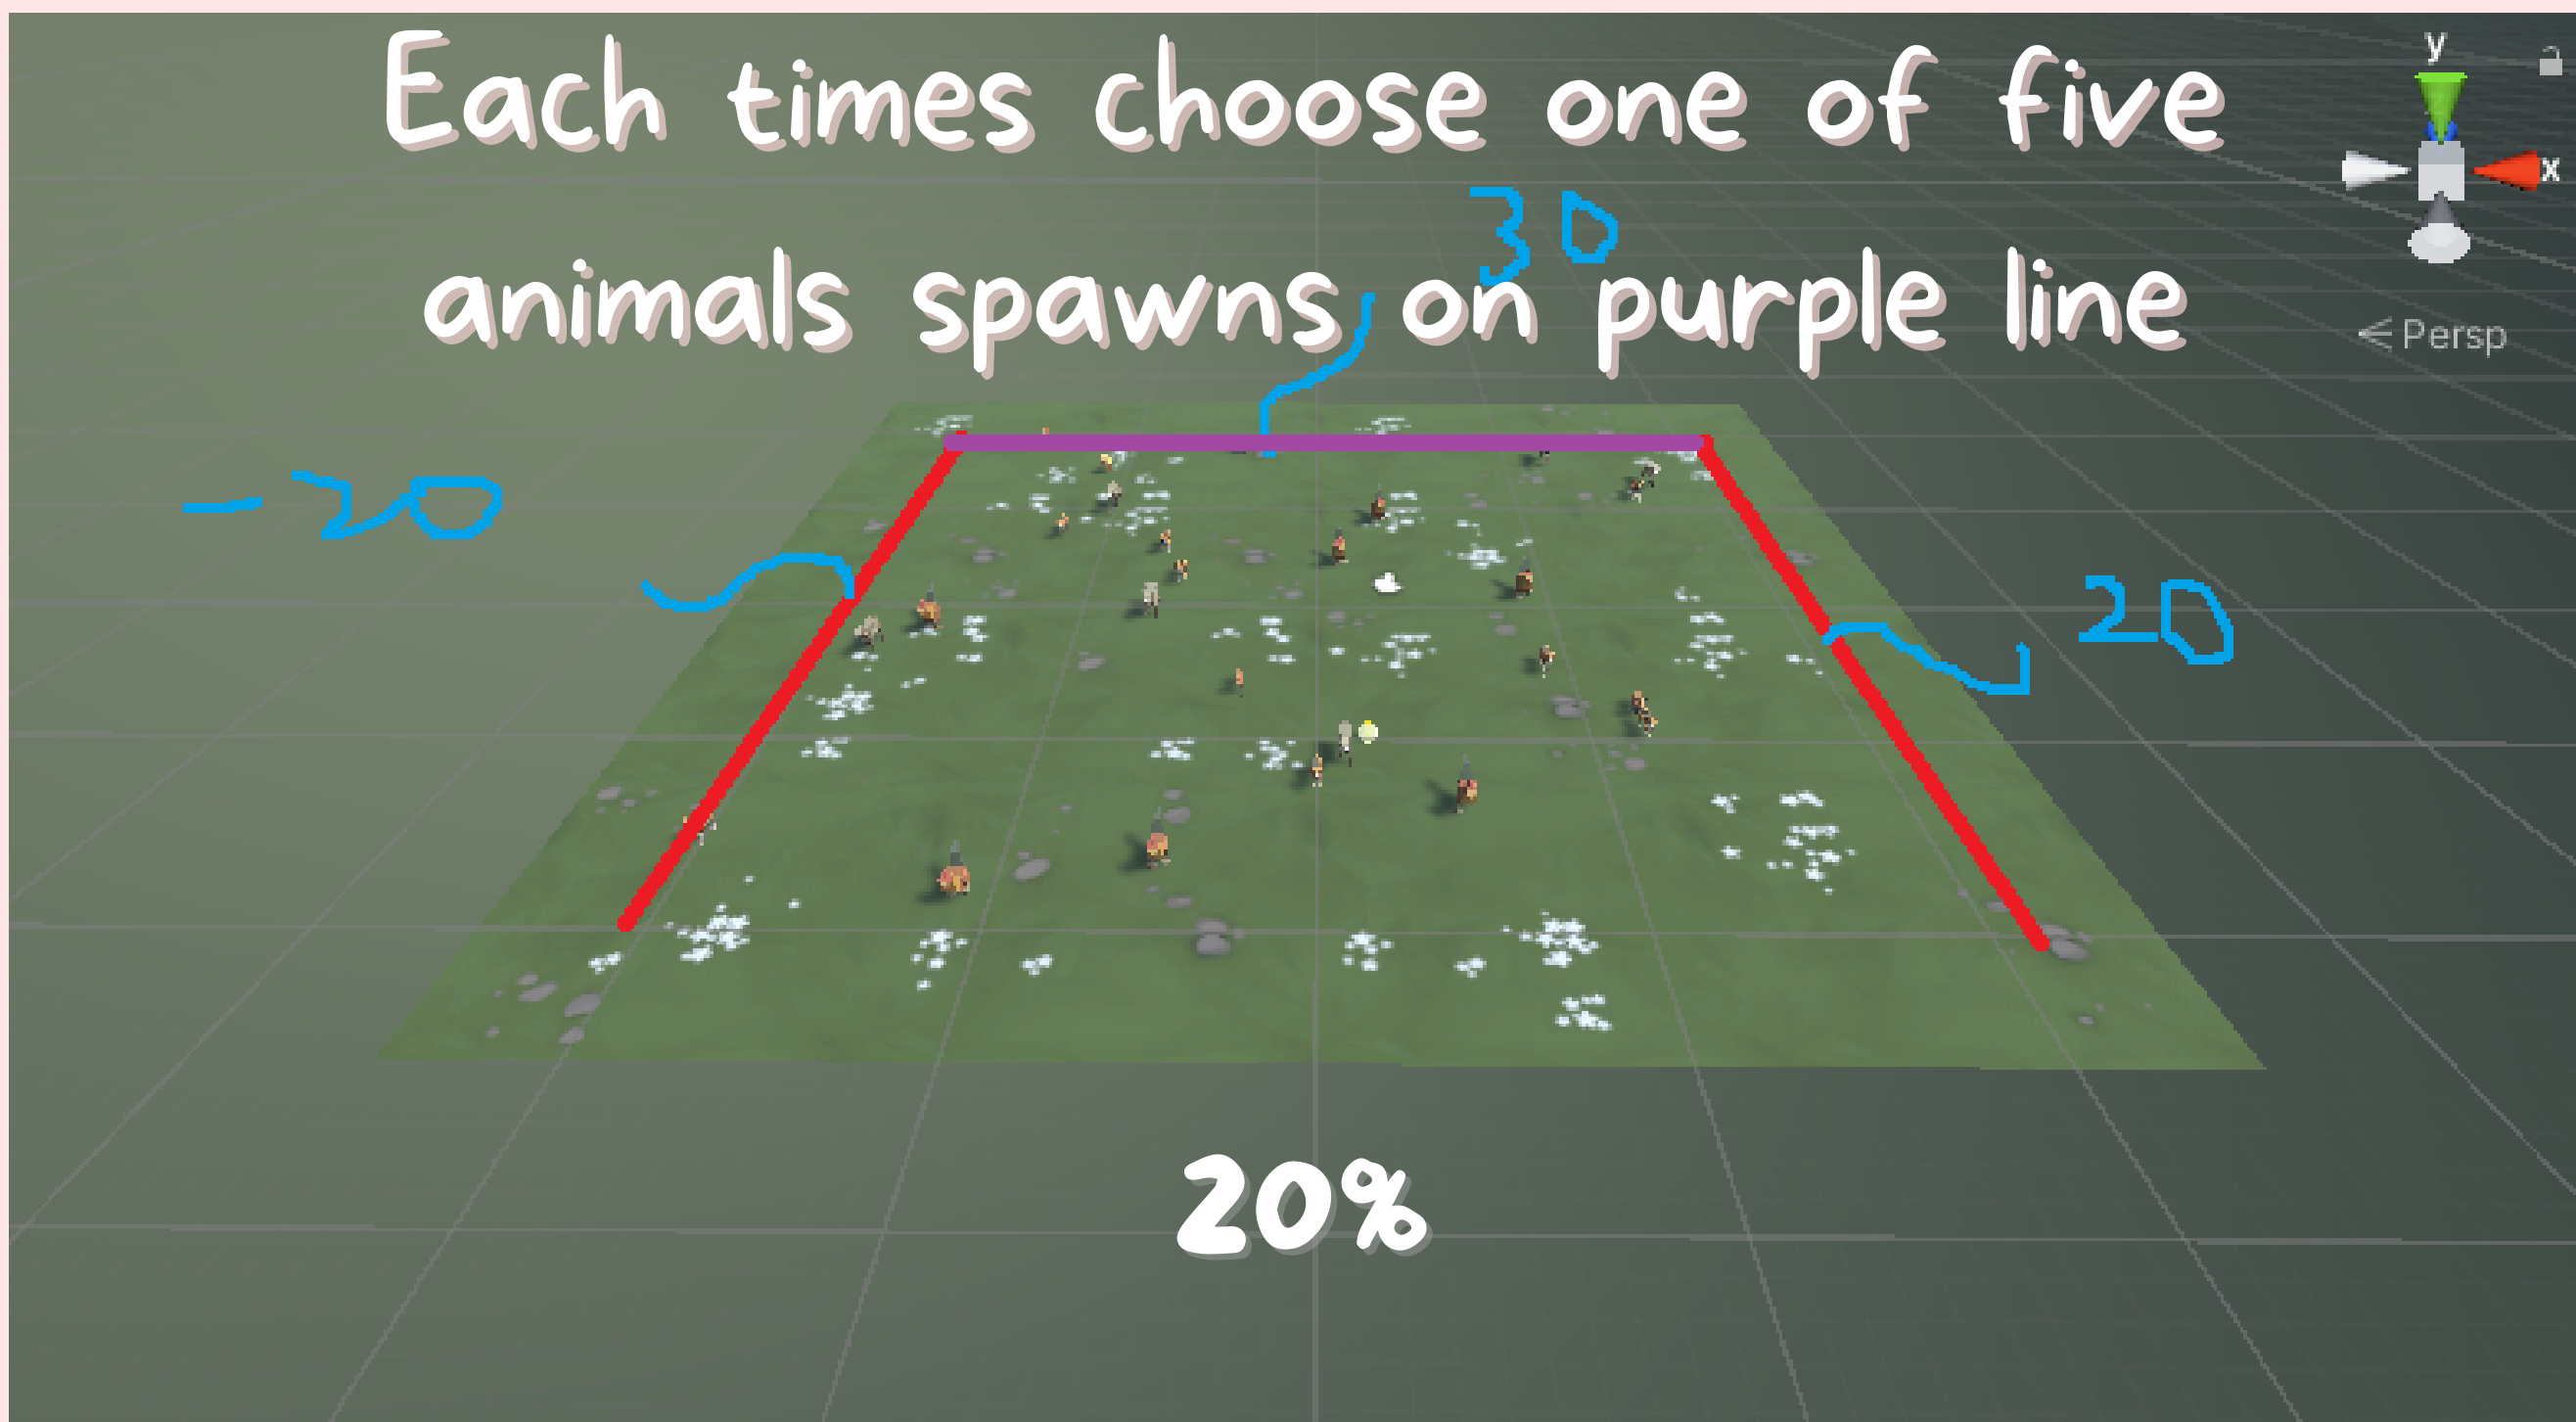 Each times choose one of five
y
x
30
animals spawns on purple line
< Persp
-20
20
20%